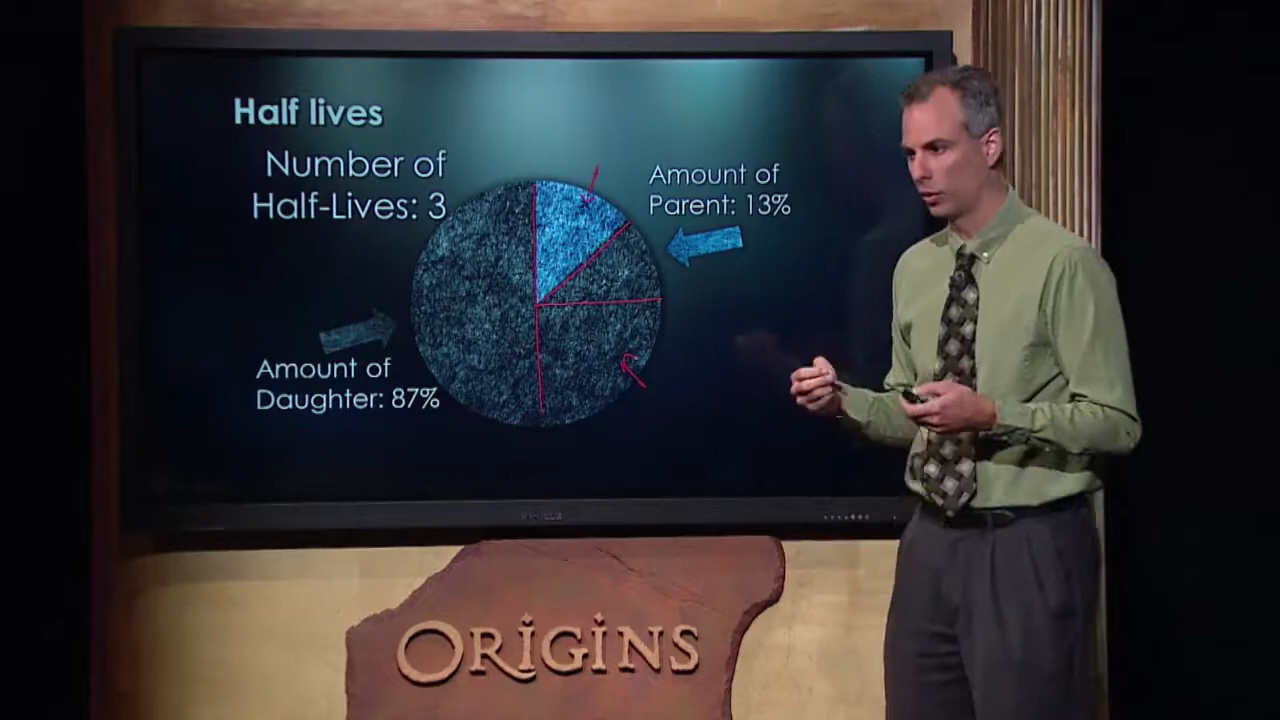 Half lives
Number of
Half-Lives: 3
Amount of
Parent: 13%
Amount of
Daughter: 87%
ORIGINS